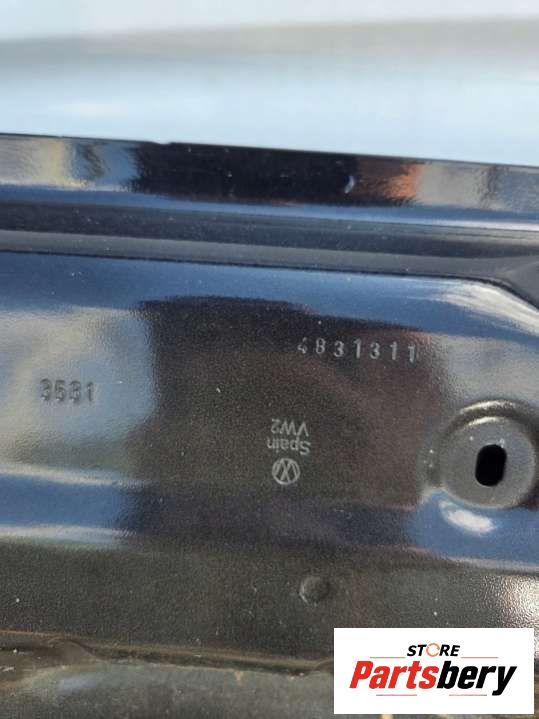 4831311
3531
Spain
VW2
STORE
Partsbery